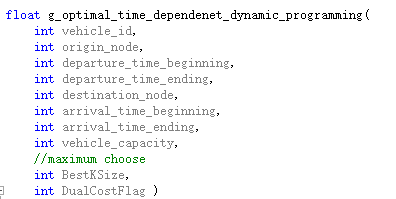 float g_optimal_time_dependenet_dynamic_programming(
int vehicle_id,
int origin_node,
int departure_time_beginning,
int departure_time_ending,
int destination_node,
int arrival_time_beginning,
int arrival_time_ending,
int vehicle_capacity,
//maximum choose
int BestKSize,
int DualCostFlag )